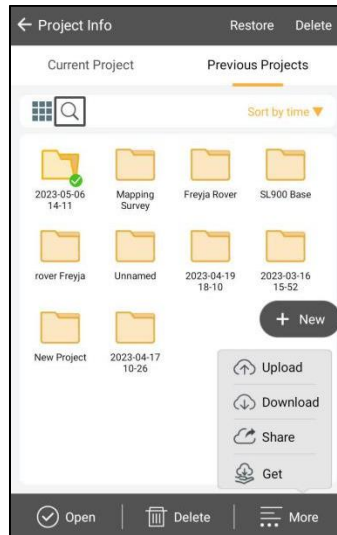 Project Info Restore Delete
Current Project Previous Projects
Sort by time
2023-05-06
14-11
Mapping
Survey
Freyja Rover
SL900 Base
rover Freyja
Unnamed
2023-04-19
18-10
2023-03-16
15-52
+ New
New Project
2023-04-17
10-26
Upload
Download
Share
Get
Open Delete More